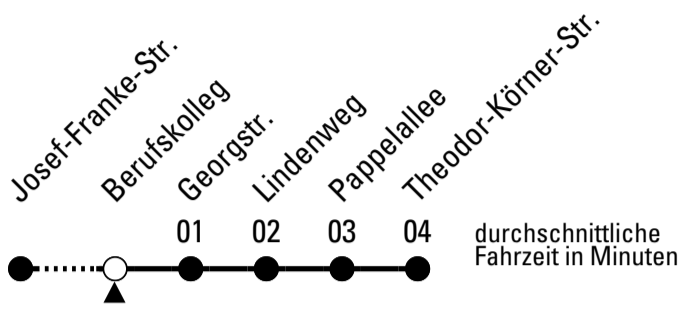 Josef-Franke-Str.
Berufskolleg
Georgstr.
Lindenweg
Pappelallee
Theodor-Körner-Str.
01 02 03 04
durchschnittliche
Fahrzeit in Minuten